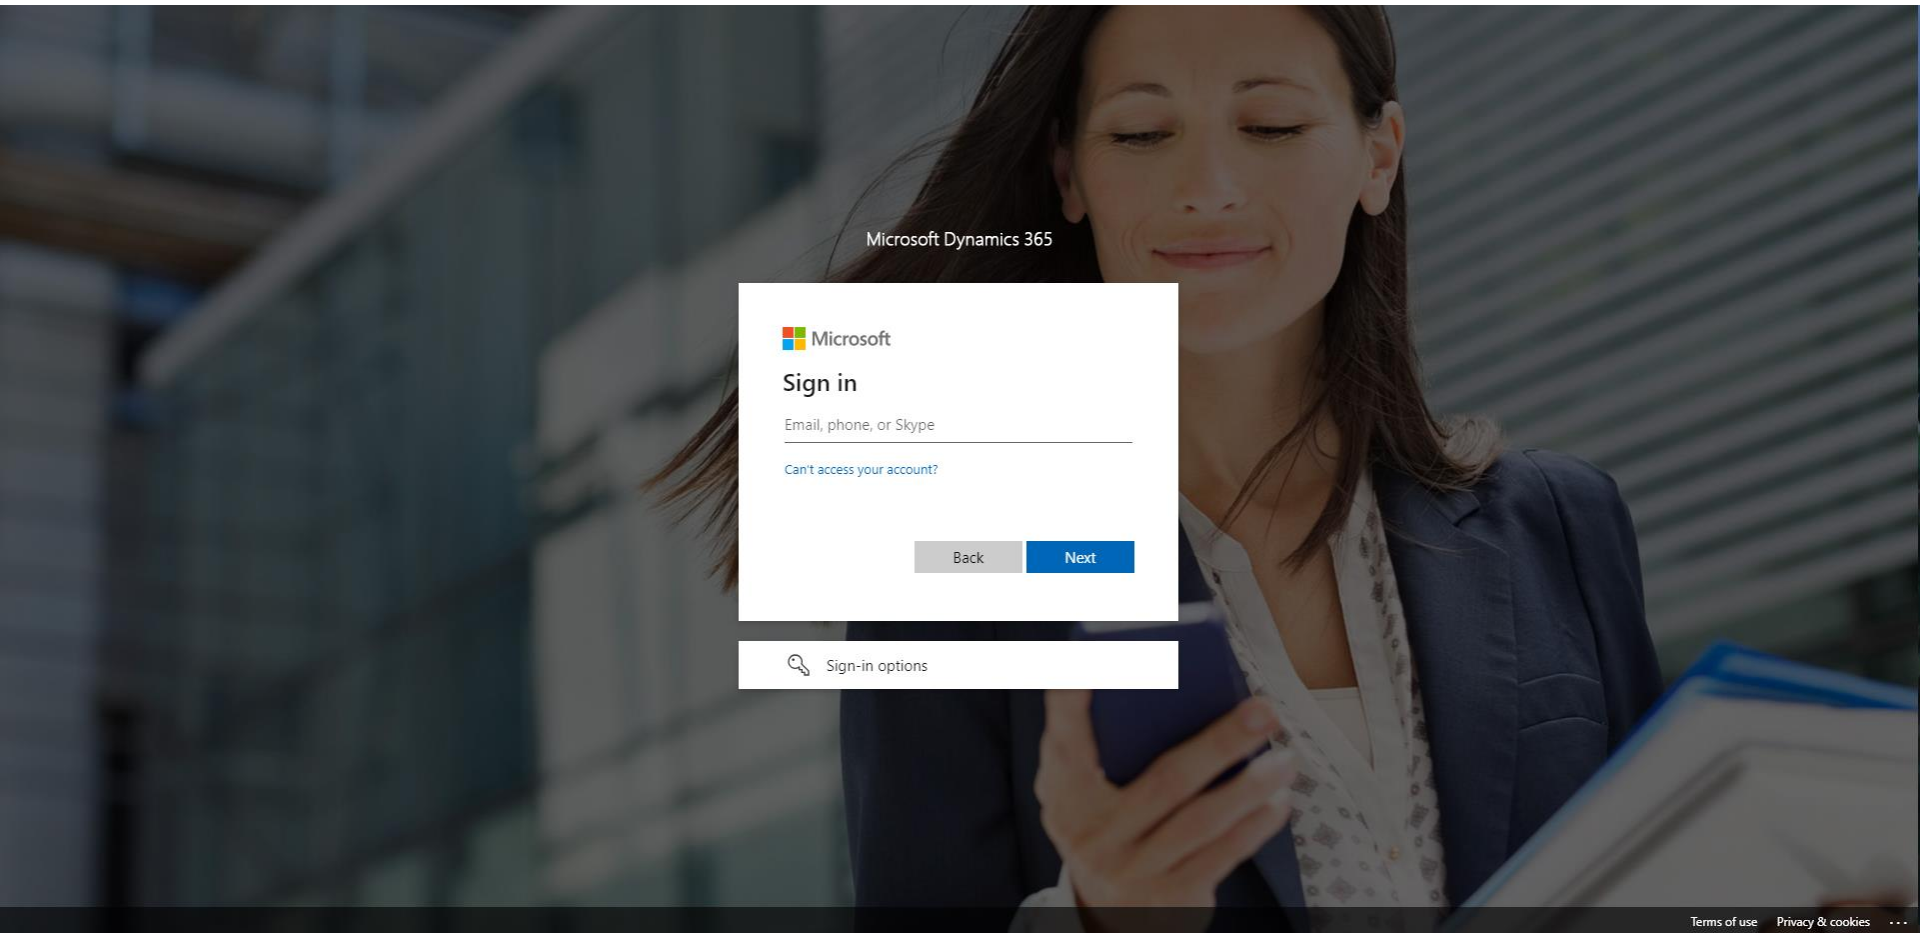 Microsoft Dynamics 365
Microsoft
Sign in
Email, phone, or Skype
Can't access your account?
Back
Next
Sign-in options
Terms of use
Privacy & cookies
...